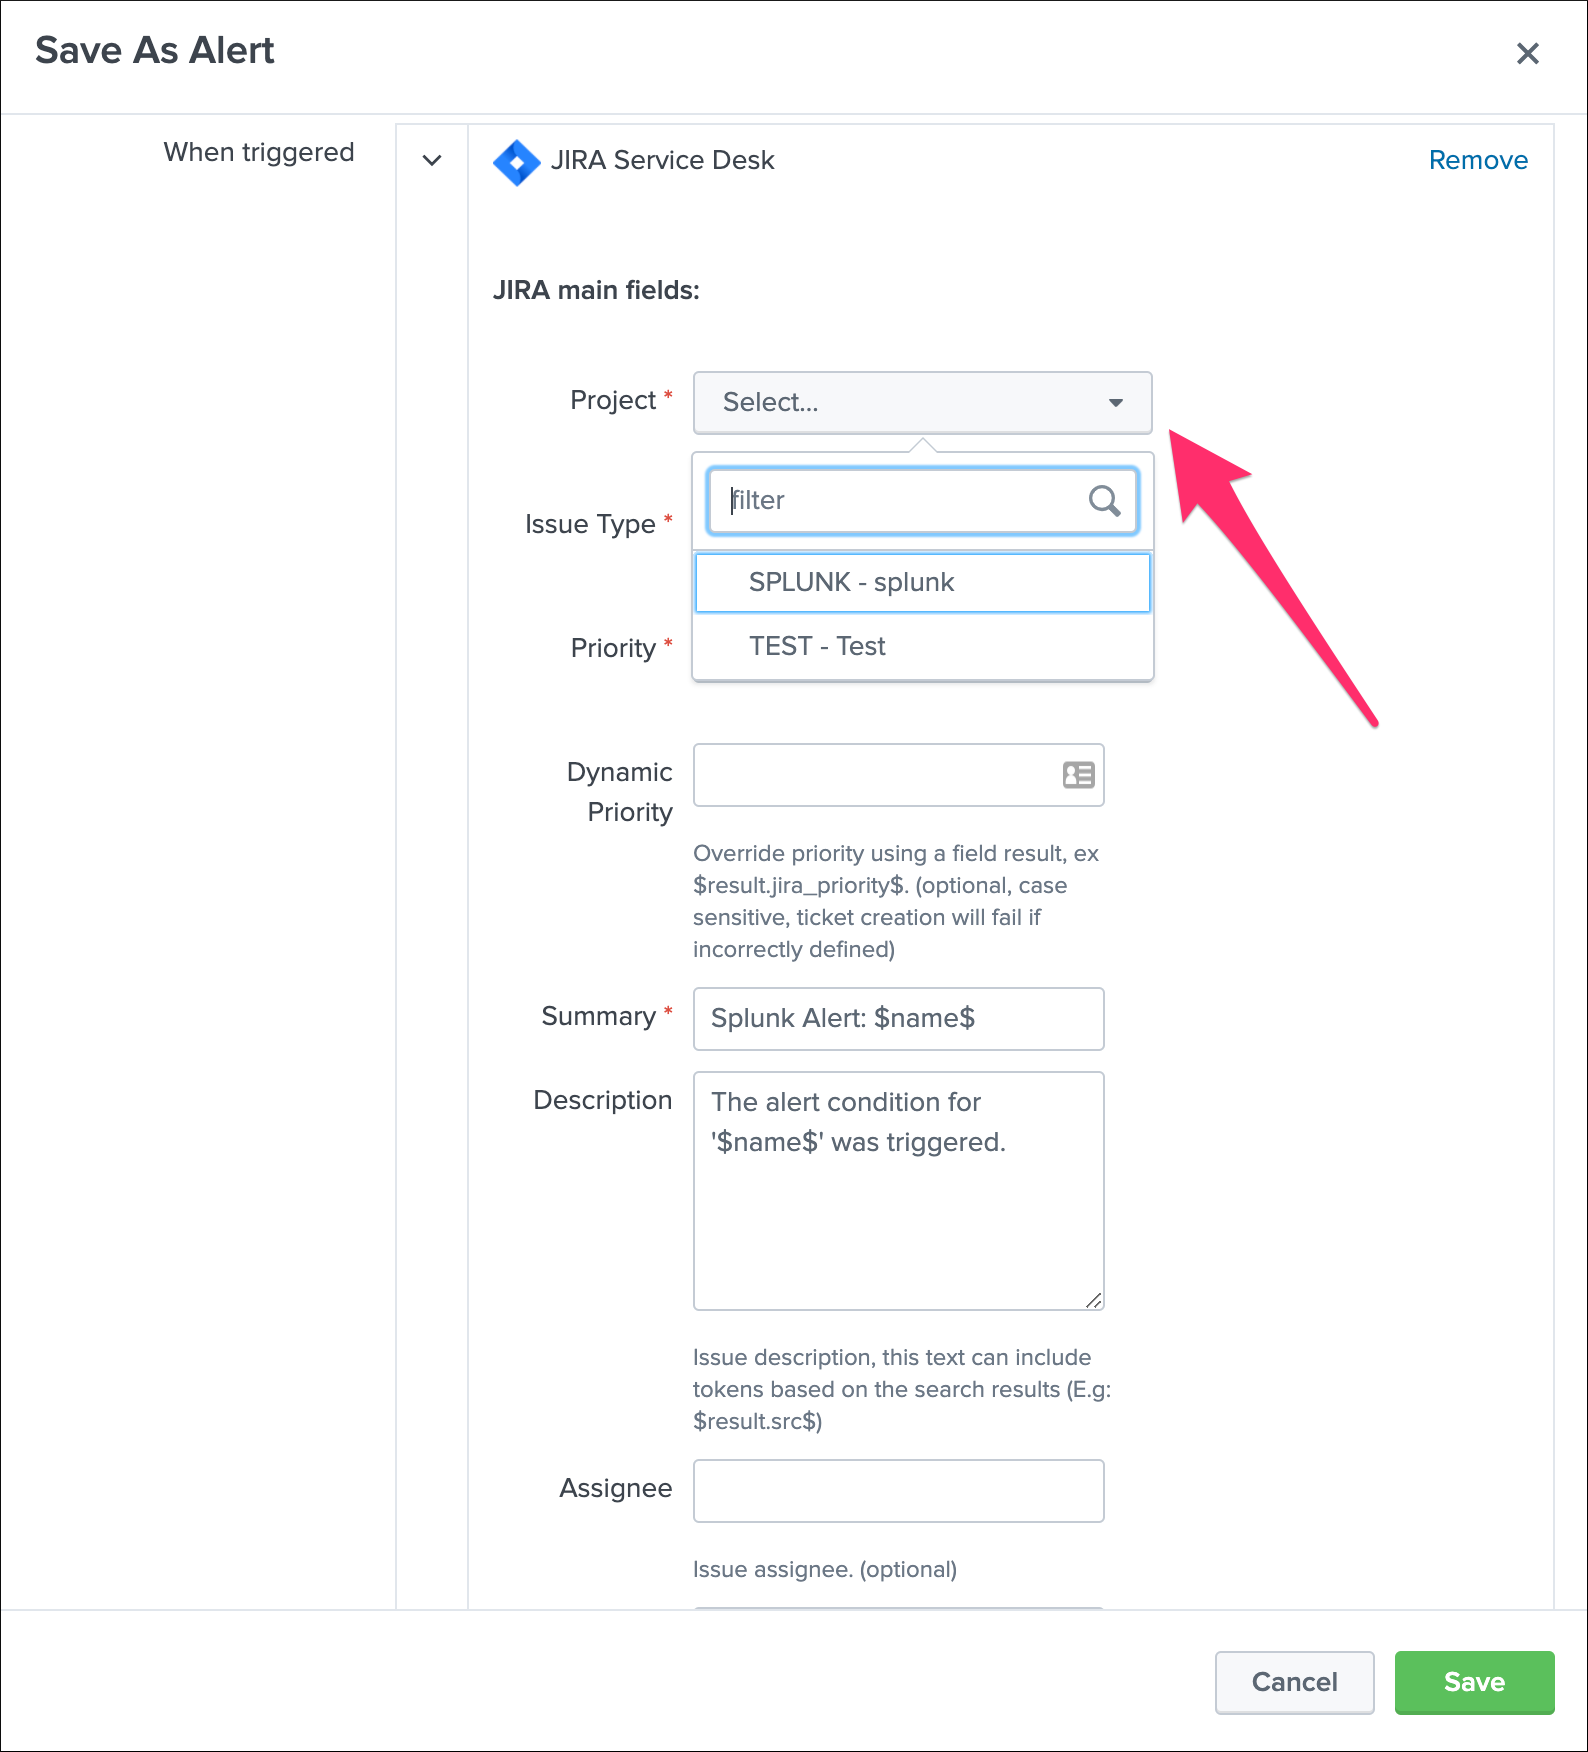 Save As Alert
When triggered
JIRA Service Desk
Remove
JIRA main fields:
Project *
Select...
filter
Issue Type *
SPLUNK - splunk
Priority *
TEST - Test
Dynamic
Priority
Override priority using a field result, ex
$result.jira_priority$. (optional, case
sensitive, ticket creation will fail if
incorrectly defined)
Summary *
Splunk Alert: $name$
Description
The alert condition for
'$name$' was triggered.
Issue description, this text can include
tokens based on the search results (E.g:
$result.src$)
Assignee
Issue assignee. (optional)
Cancel
Save